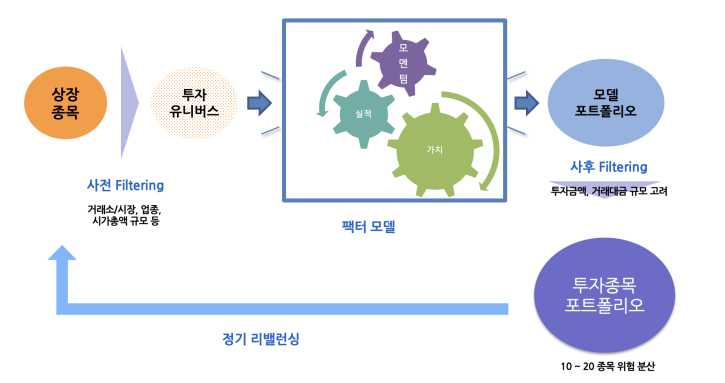 상장
종목
투자
유니버스
모
멘
텀
실적
가치
모델
포트폴리오
사전 Filtering
거래소/시장, 업종,
시가총액 규모 등
팩터 모델
사후 Filtering
투자금액, 거래대금 규모 고려
투자종목
포트폴리오
정기 리밸런싱
10 ~ 20 종목 위험 분산